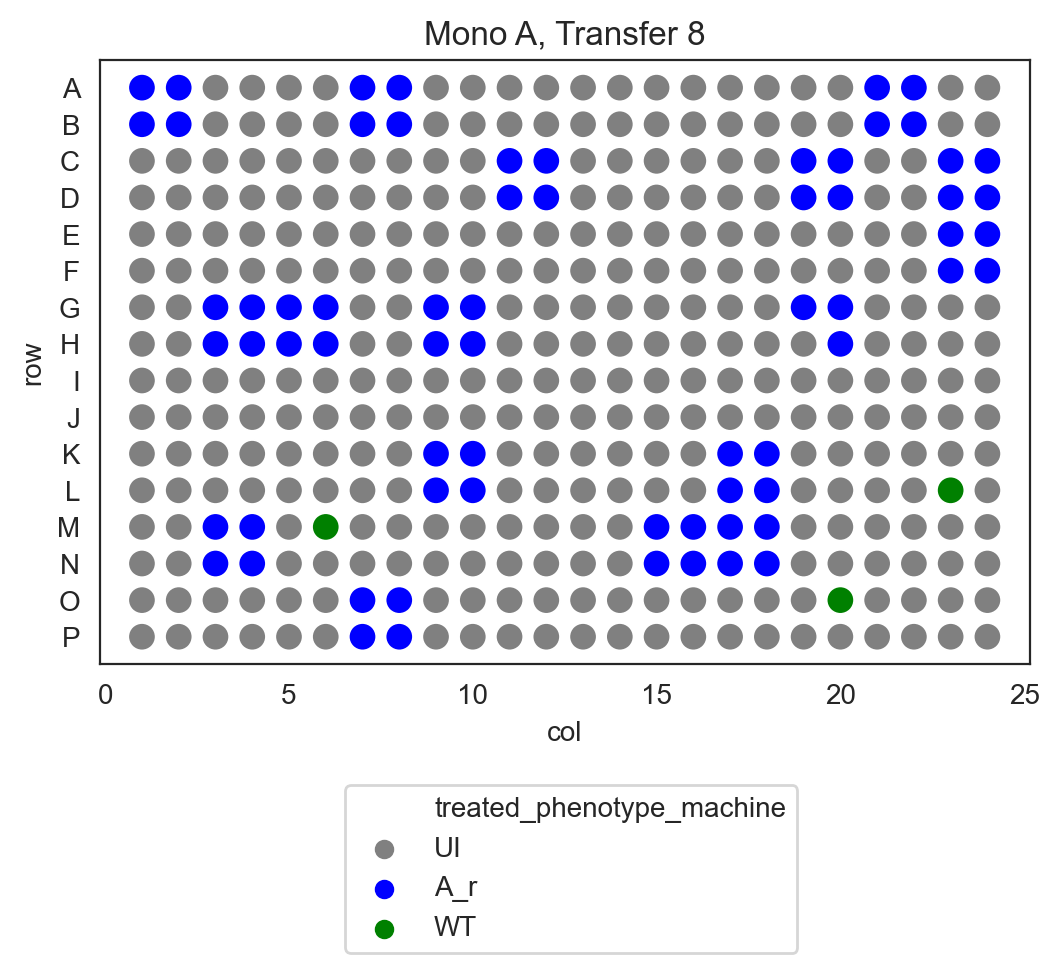 Mono A, Transfer 8
row
A
B
C
D
E
F
G
H
I
J
K
L
M
N
O
P
0 5 10 15 20 25
col
treated_phenotype_machine
UI
A_r
WT